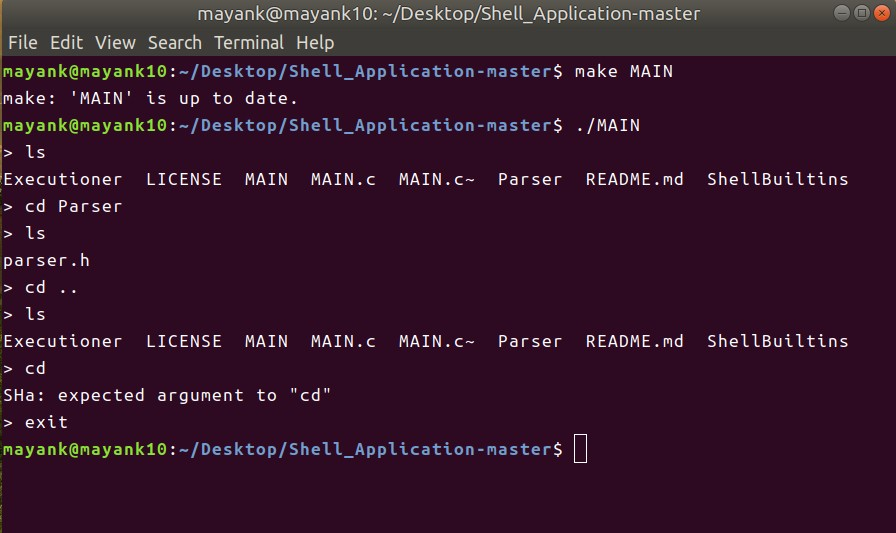 mayank@mayank10: ~/Desktop/Shell_Application-master
File Edit View Search Terminal Help
mayank@mayank10:~/Desktop/Shell_Application-master$ make MAIN
make: 'MAIN' is up to date.
mayank@mayank10:~/Desktop/Shell_Application-master$ ./MAIN
> ls
Executioner  LICENSE  MAIN  MAIN.c  MAIN.c~  Parser  README.md  ShellBuiltins
> cd Parser
> ls
parser.h
> cd ..
> ls
Executioner  LICENSE  MAIN  MAIN.c  MAIN.c~  Parser  README.md  ShellBuiltins
> cd
SHa: expected argument to "cd"
> exit
mayank@mayank10:~/Desktop/Shell_Application-master$